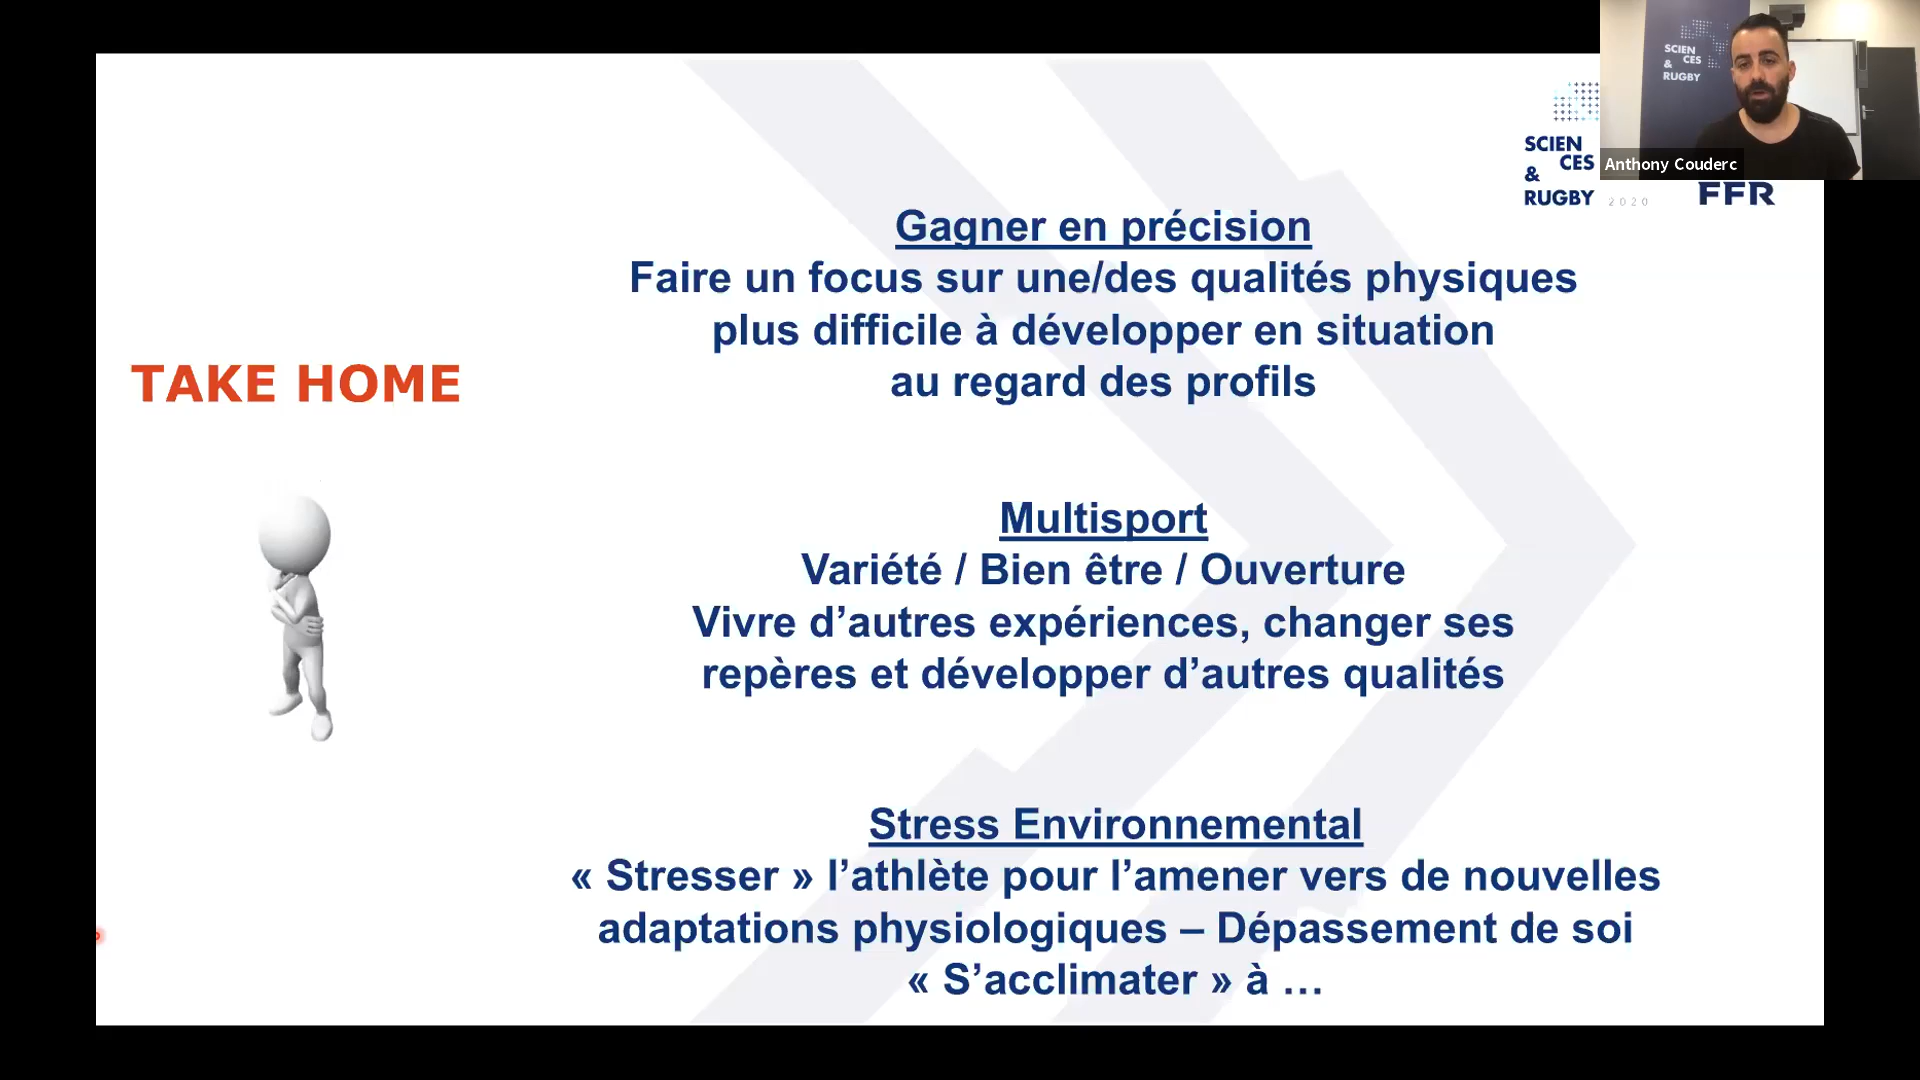 SCIEN
CES
&
RUGBY
Anthony Couderc
SCIEN
CES
&
RUGBY 2020
FFR
Gagner en précision
Faire un focus sur une/des qualités physiques
plus difficile à développer en situation
au regard des profils
TAKE HOME
Multisport
Variété / Bien être / Ouverture
Vivre d’autres expériences, changer ses
repères et développer d’autres qualités
Stress Environnemental
« Stresser » l’athlète pour l’amener vers de nouvelles
adaptations physiologiques – Dépassement de soi
« S’acclimater » à …